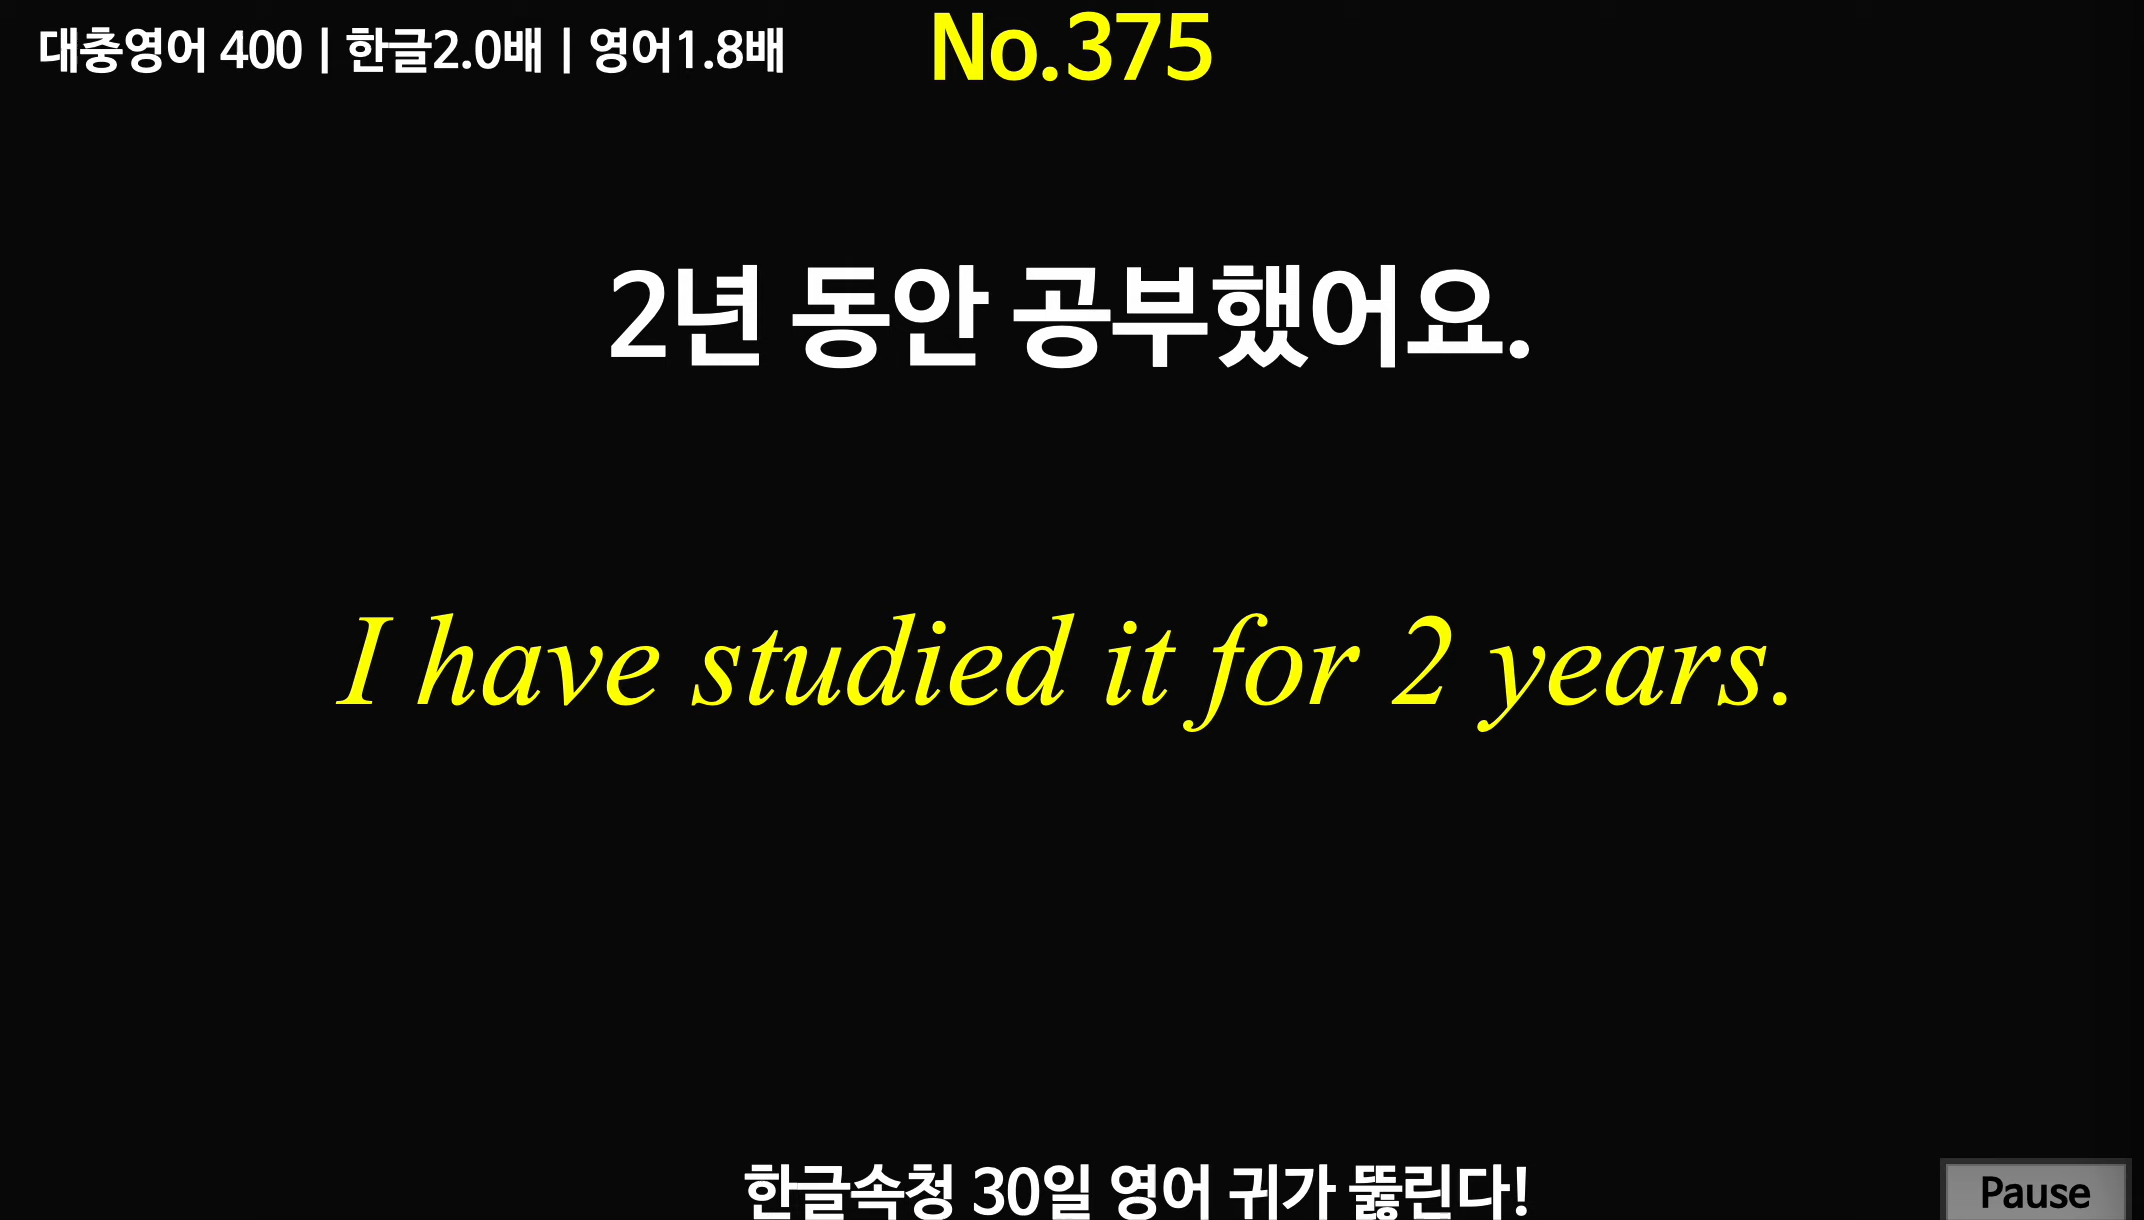 대충영어 400 | 한글2.0배 | 영어1.8배
No.375
2년 동안 공부했어요.
I have studied it for 2 years.
한글속청 30일 영어 귀가 뚫린다!
Pause